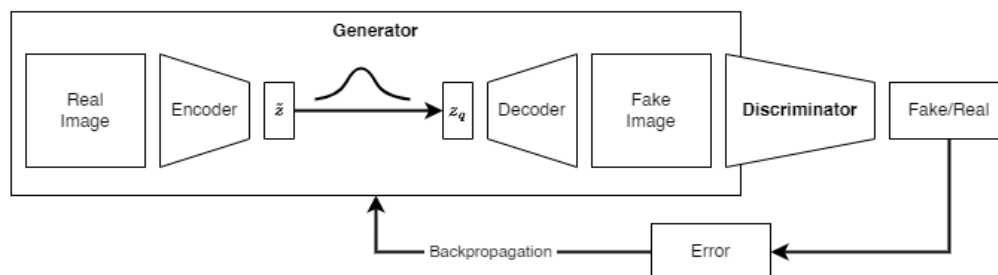 Generator
Real
Image
Encoder
z̃
z_q
Decoder
Fake
Image
Discriminator
Fake/Real
Backpropagation
Error